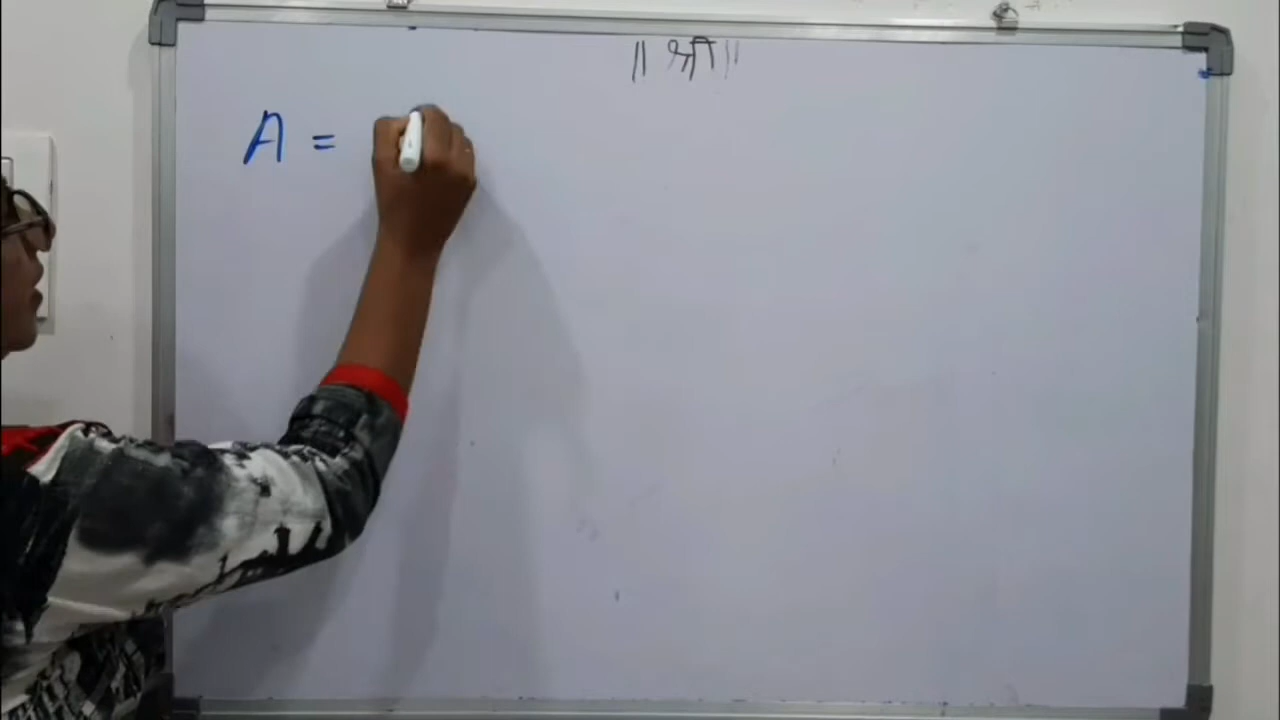 ॥ श्री ॥
A =